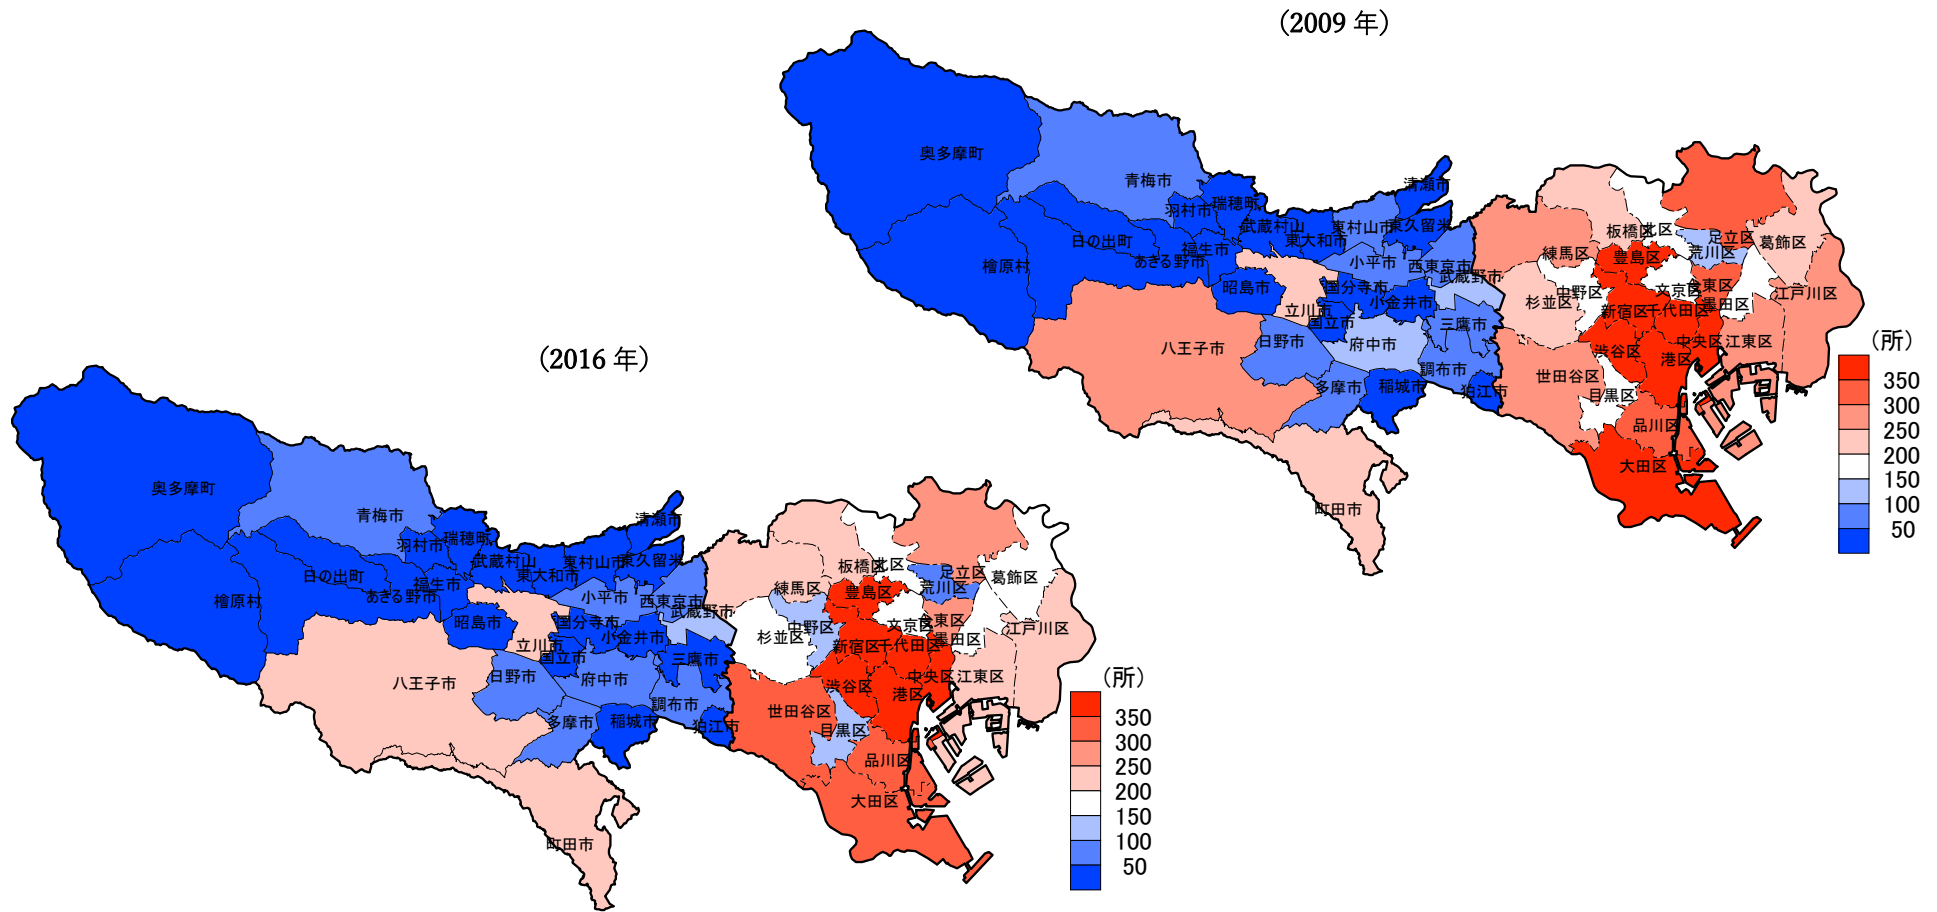 (2009 年)
奥多摩町
青梅市
清瀬市
羽村市
瑞穂町
武蔵村山
東大和市
東村山市
東久留米
日の出町
福生市
あきる野市
檜原村
小平市
西東京市
武蔵野市
昭島市
立川市
国分寺市
小金井市
国立市
三鷹市
八王子市
日野市
府中市
調布市
多摩市
稲城市
狛江市
町田市
板橋区
北区
足立区
葛飾区
練馬区
豊島区
荒川区
中野区
文京区
台東区
墨田区
江戸川区
杉並区
新宿区
千代田区
渋谷区
港区
中央区
江東区
世田谷区
目黒区
品川区
大田区
(所)
350
300
250
200
150
100
50
(2016 年)
奥多摩町
青梅市
清瀬市
羽村市
瑞穂町
武蔵村山
東大和市
東村山市
東久留米
日の出町
福生市
あきる野市
檜原村
小平市
西東京市
武蔵野市
昭島市
立川市
国分寺市
小金井市
国立市
三鷹市
八王子市
日野市
府中市
調布市
多摩市
稲城市
狛江市
町田市
板橋区
北区
足立区
葛飾区
練馬区
豊島区
荒川区
中野区
文京区
台東区
墨田区
江戸川区
杉並区
新宿区
千代田区
渋谷区
港区
中央区
江東区
世田谷区
目黒区
品川区
大田区
(所)
350
300
250
200
150
100
50